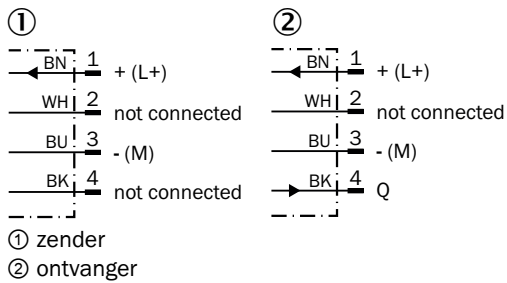 ① ②
BN 1 + (L+)
WH 2 not connected
BU 3 - (M)
BK 4 not connected
BN 1 + (L+)
WH 2 not connected
BU 3 - (M)
BK 4 Q
① zender
② ontvanger